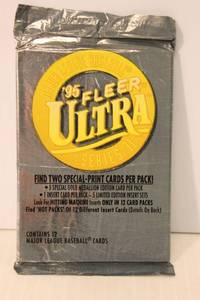 '95 FLEER
ULTRA
SERIES II
FIND TWO SPECIAL-PRINT CARDS PER PACK!
• 1 SPECIAL GOLD MEDALLION EDITION CARD PER PACK
• 1 INSERT CARD PER PACK - 5 LIMITED EDITION INSERT SETS
Look For HITTING MACHINE Inserts ONLY IN 12 CARD PACKS
Find "HOT PACKS" Of 12 Different Insert Cards (Details On Back)
CONTAINS 12
MAJOR LEAGUE BASEBALL® CARDS